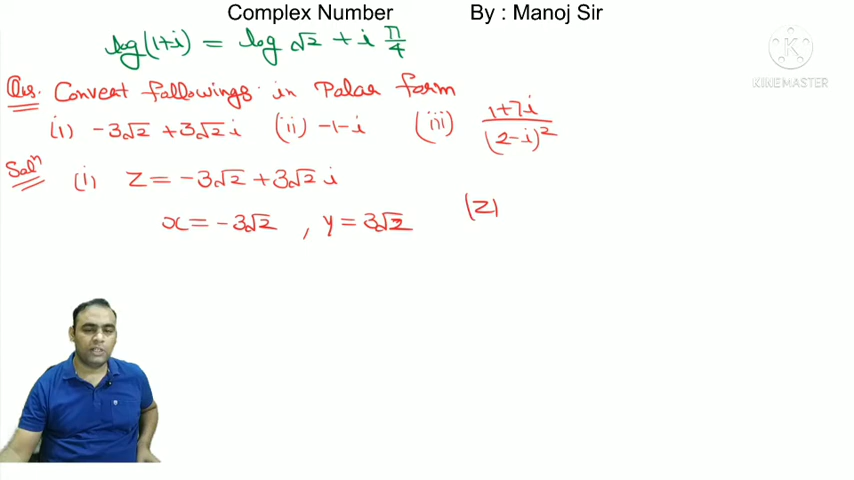 Complex Number By : Manoj Sir
log(1+i) = log √2 + i π/4
KINEMASTER
Qus. Convert followings in Polar form
(i) -3√2 + 3√2 i (ii) -1-i (iii) (1+7i)/(2-i)²
Solⁿ (i) z = -3√2 + 3√2 i
x = -3√2 , y = 3√2 |z|